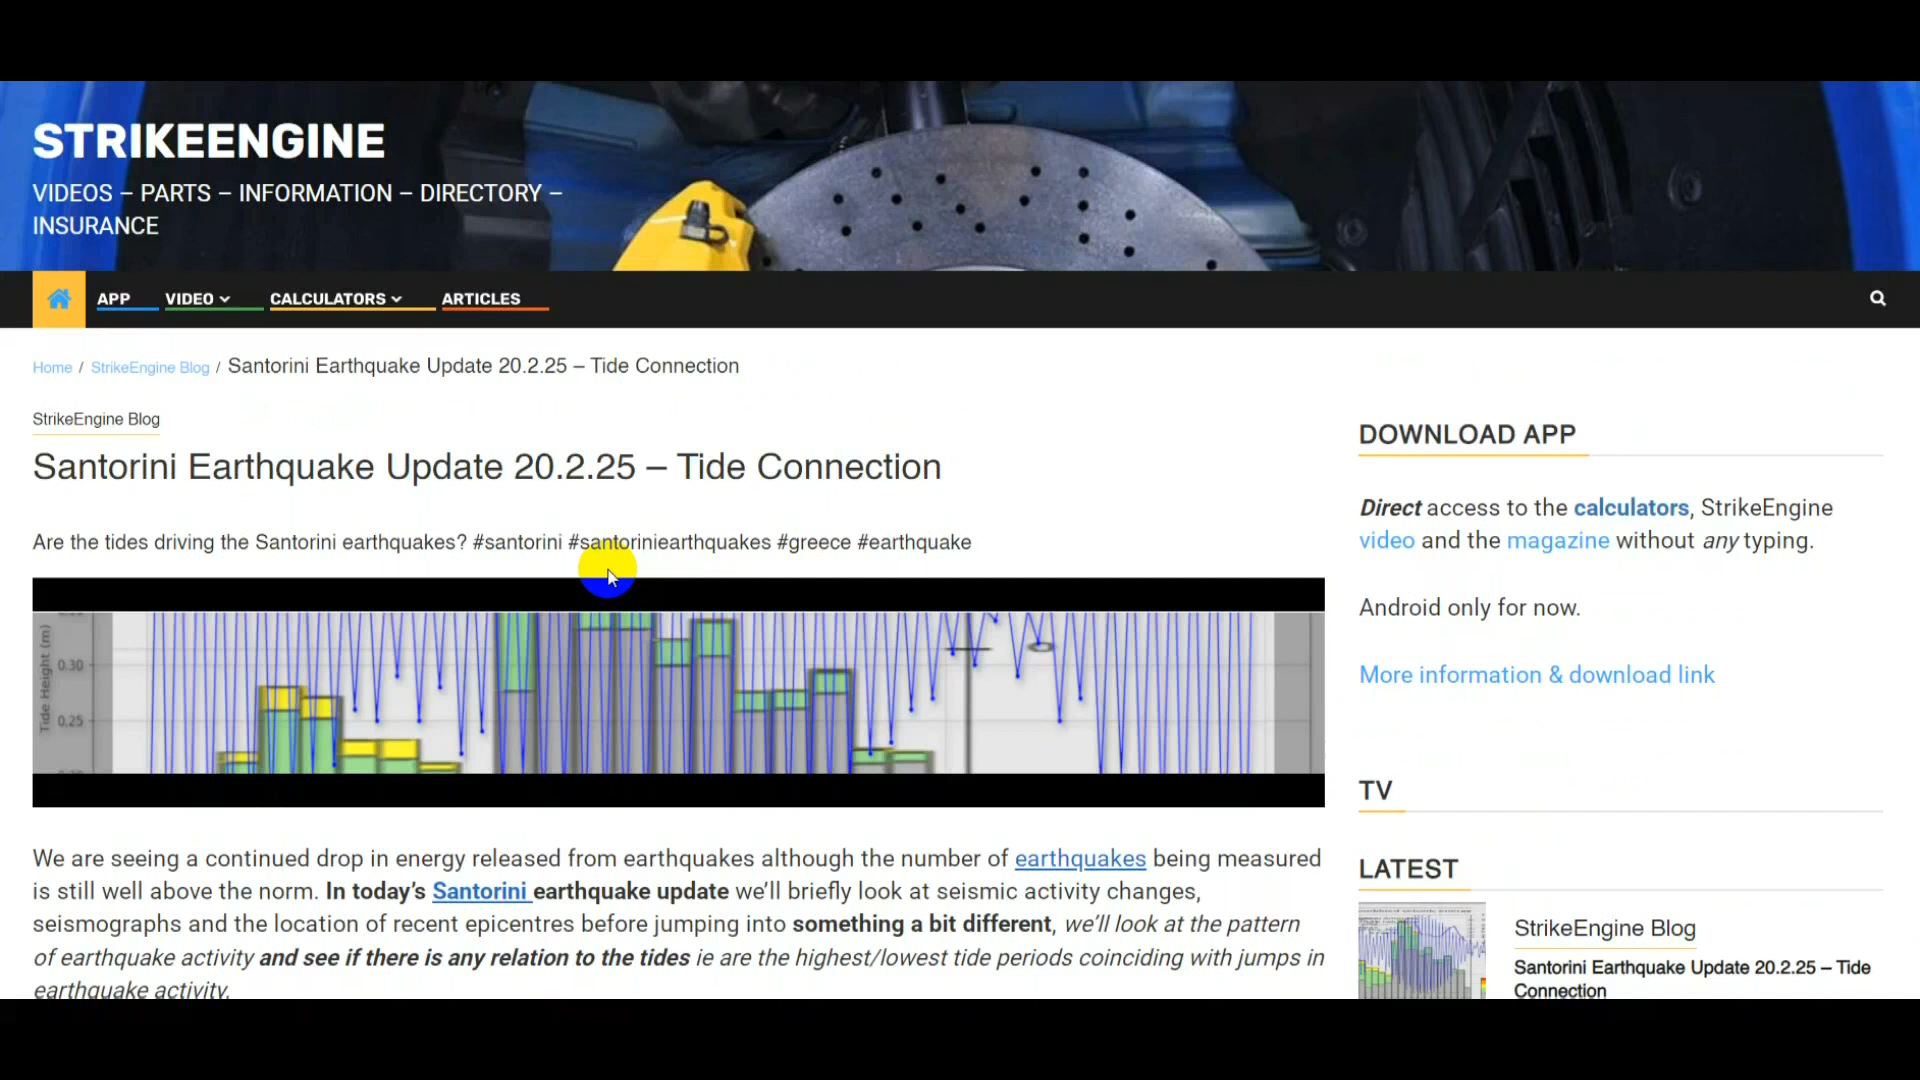 STRIKEENGINE
VIDEOS – PARTS – INFORMATION – DIRECTORY –
INSURANCE
APP VIDEO CALCULATORS ARTICLES
Home / StrikeEngine Blog / Santorini Earthquake Update 20.2.25 – Tide Connection
StrikeEngine Blog
Santorini Earthquake Update 20.2.25 – Tide Connection
Are the tides driving the Santorini earthquakes? #santorini #santoriniearthquakes #greece #earthquake
Tide Height (m)
0.30
0.25
We are seeing a continued drop in energy released from earthquakes although the number of earthquakes being measured
is still well above the norm. In today's Santorini earthquake update we'll briefly look at seismic activity changes,
seismographs and the location of recent epicentres before jumping into something a bit different, we'll look at the pattern
of earthquake activity and see if there is any relation to the tides ie are the highest/lowest tide periods coinciding with jumps in
earthquake activity.
DOWNLOAD APP
Direct access to the calculators, StrikeEngine
video and the magazine without any typing.
Android only for now.
More information & download link
TV
LATEST
StrikeEngine Blog
Santorini Earthquake Update 20.2.25 – Tide
Connection